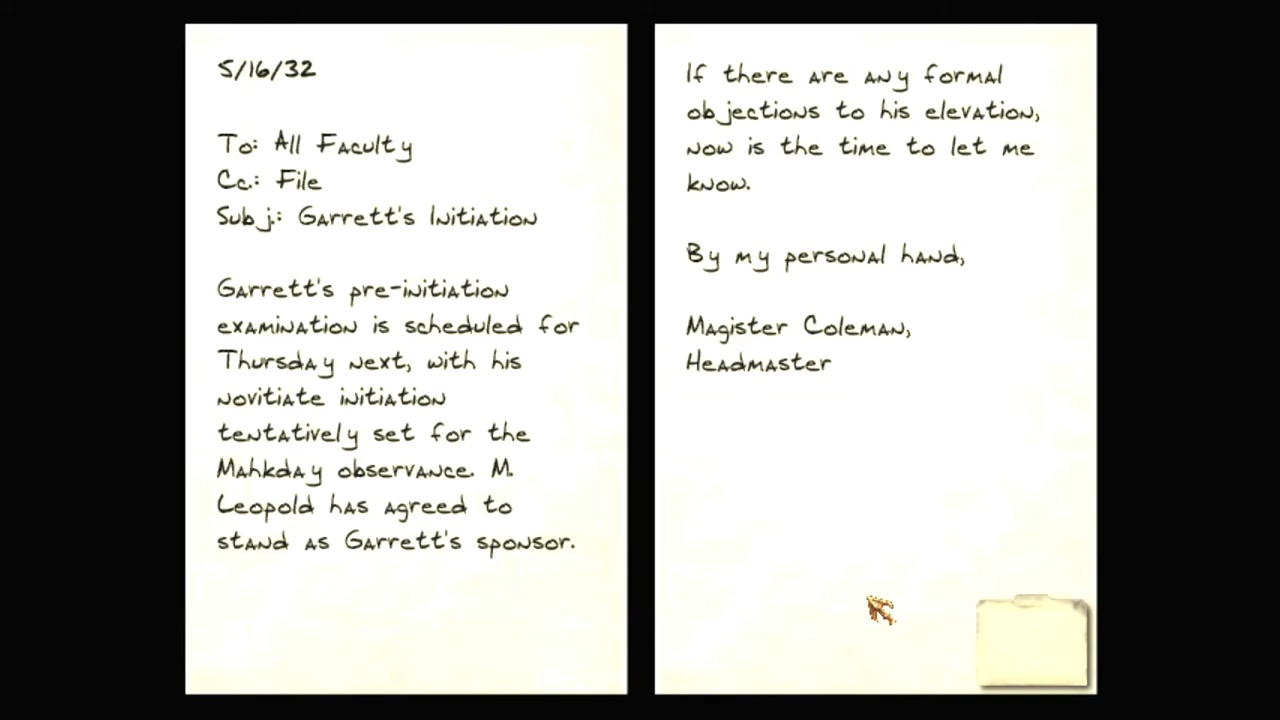 5/16/32
To: All Faculty
Cc.: File
Subj.: Garrett's Initiation
Garrett's pre-initiation
examination is scheduled for
Thursday next, with his
novitiate initiation
tentatively set for the
Mahkday observance. M.
Leopold has agreed to
stand as Garrett's sponsor.
If there are any formal
objections to his elevation,
now is the time to let me
know.
By my personal hand,
Magister Coleman,
Headmaster